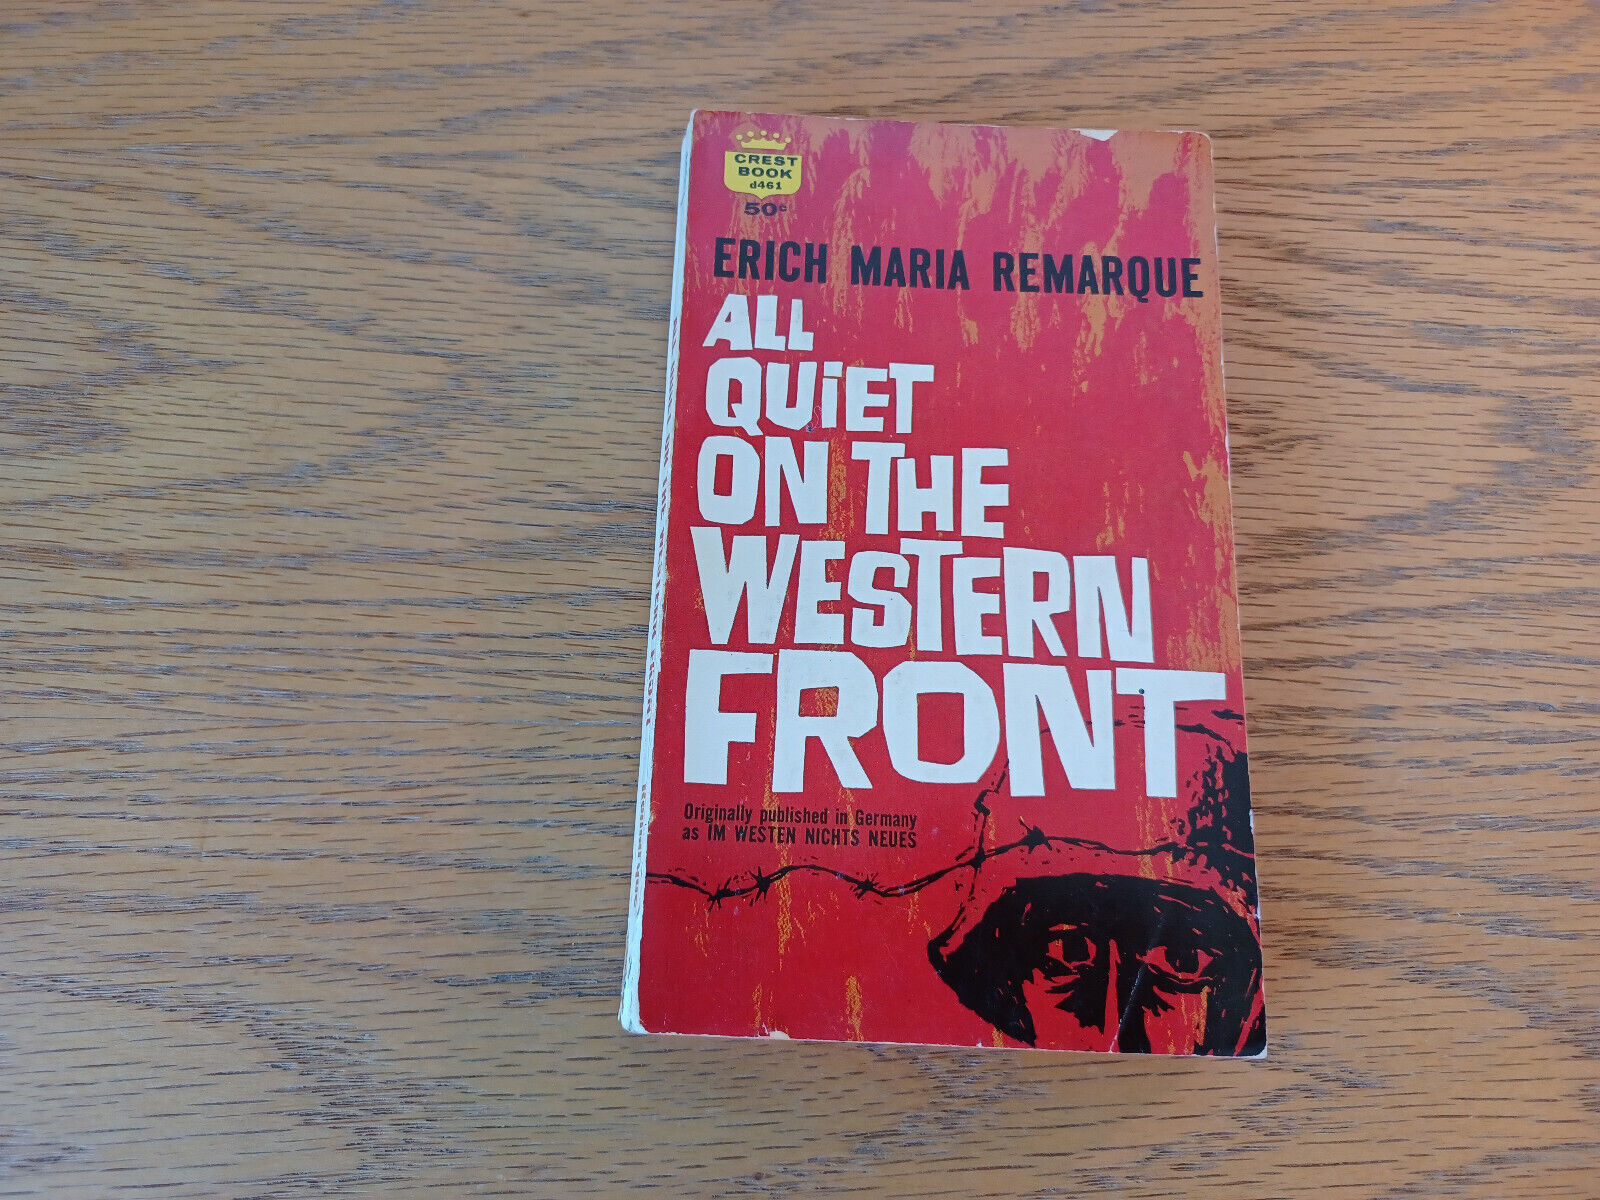 CREST
BOOK
d461
50¢
ERICH MARIA REMARQUE
ALL
QUiET
ON THE
WESTERN
FRONT
Originally published in Germany
as IM WESTEN NICHTS NEUES